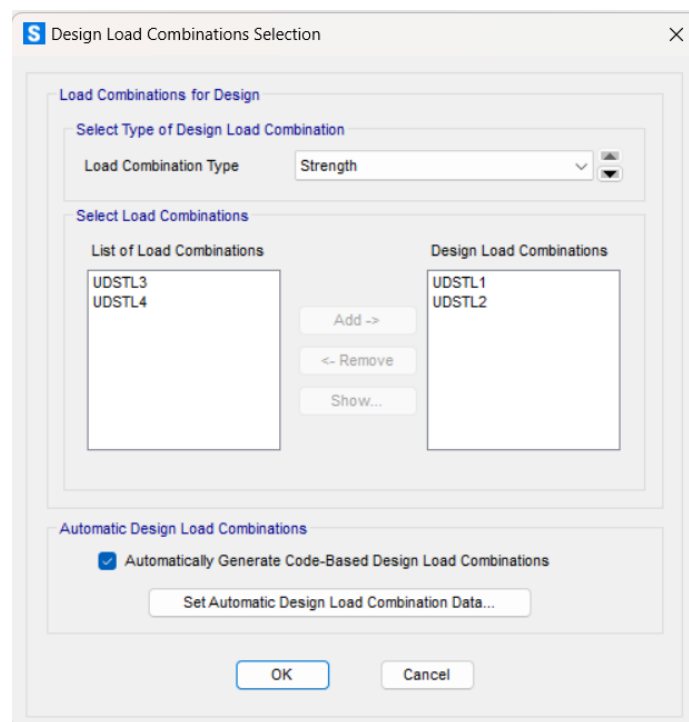 S Design Load Combinations Selection
Load Combinations for Design
Select Type of Design Load Combination
Load Combination Type Strength
Select Load Combinations
List of Load Combinations Design Load Combinations
UDSTL3 UDSTL1
UDSTL4 UDSTL2
Add ->
<- Remove
Show...
Automatic Design Load Combinations
Automatically Generate Code-Based Design Load Combinations
Set Automatic Design Load Combination Data...
OK Cancel